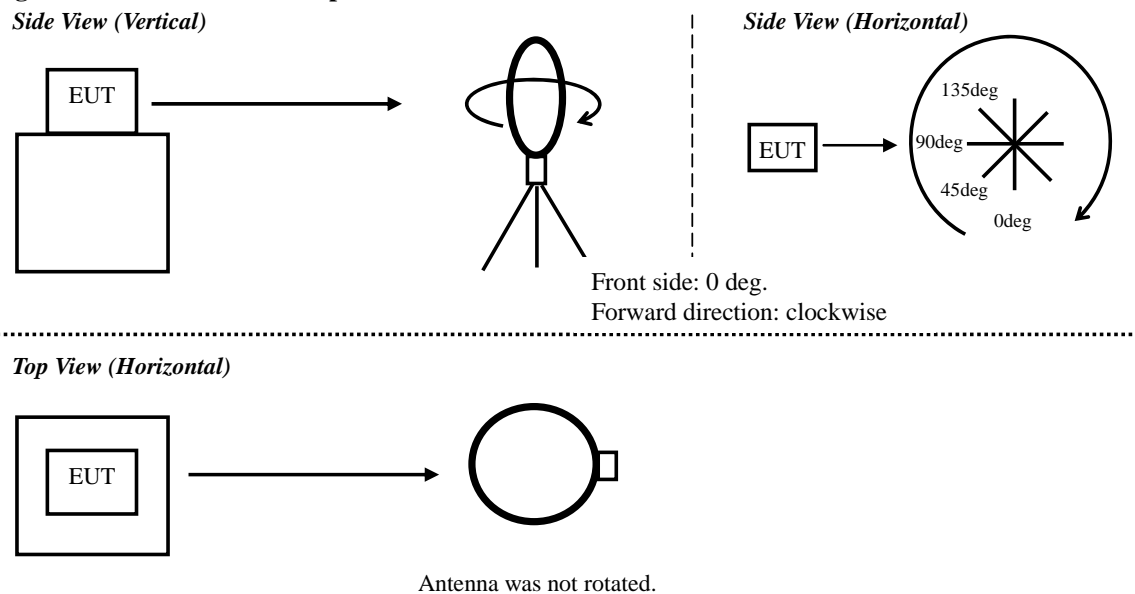 Side View (Vertical)
EUT
Side View (Horizontal)
EUT
135deg
90deg
45deg
0deg
Front side: 0 deg.
Forward direction: clockwise
Top View (Horizontal)
EUT
Antenna was not rotated.